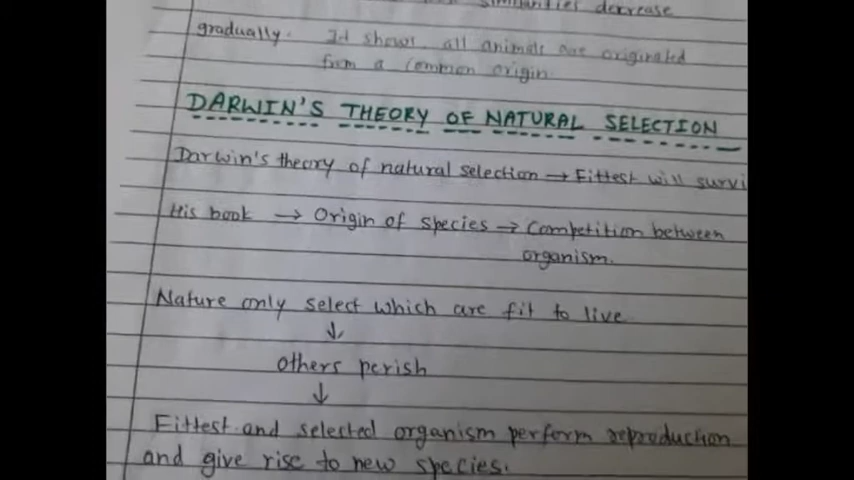 similarities decrease
gradually. It shows all animals are originated
from a common origin
DARWIN'S THEORY OF NATURAL SELECTION
Darwin's theory of natural selection → Fittest will survi
His book → Origin of species → Competition between
organism.
Nature only select which are fit to live
↓
Others perish
↓
Fittest and selected organism perform reproduction
and give rise to new species.